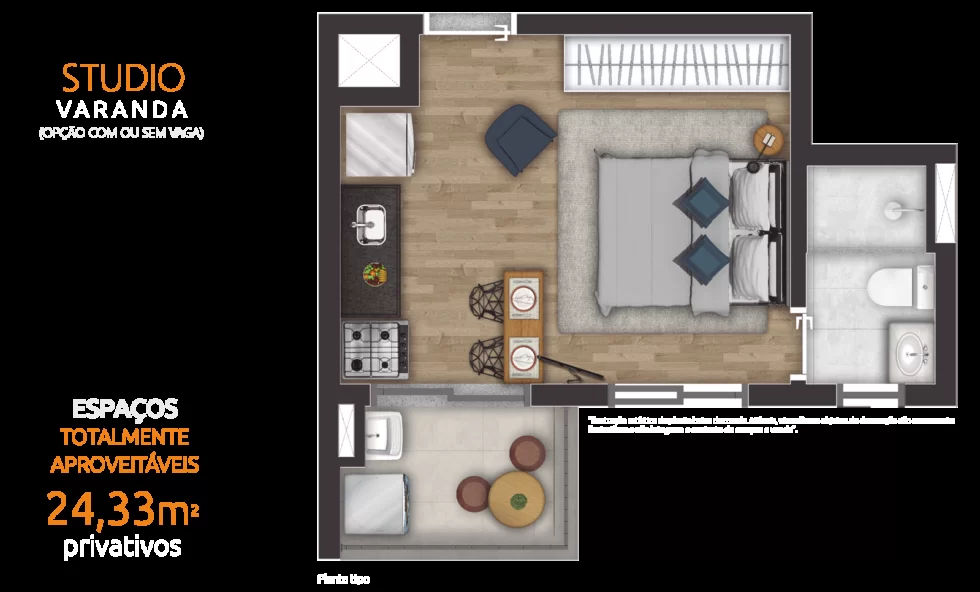 STUDIO
VARANDA
(OPÇÃO COM OU SEM VAGA)
ESPAÇOS
TOTALMENTE
APROVEITÁVEIS
24,33m²
privativos
Planta tipo